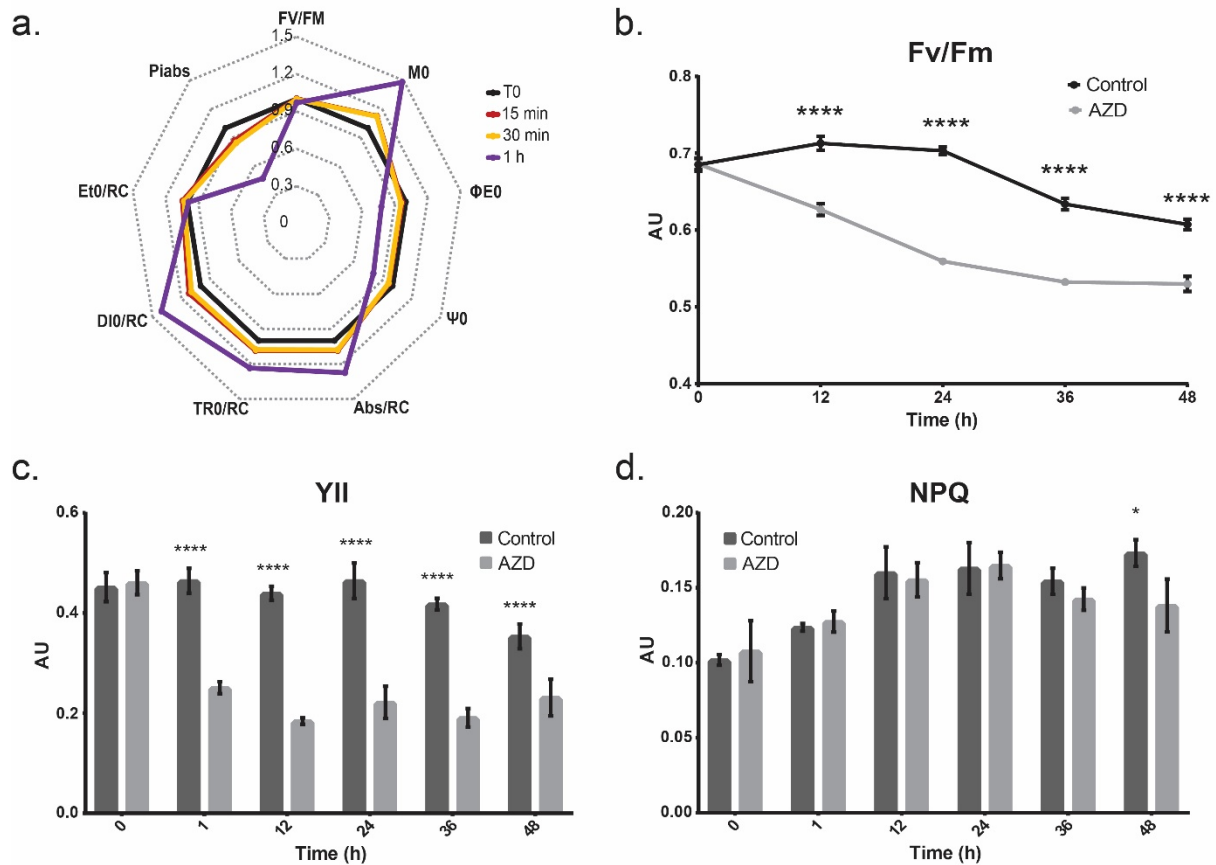 a.
FV/FM
1.5
1.2
0.9
0.6
0.3
0
M0
ΦE0
Ψ0
Abs/RC
TR0/RC
DI0/RC
Et0/RC
Piabs
T0
15 min
30 min
1 h
b.
Fv/Fm
0.8
0.7
0.6
0.5
0.4
AU
**** **** **** ****
Control
AZD
0 12 24 36 48
Time (h)
c.
YII
0.6
0.4
0.2
0.0
AU
**** **** **** **** ****
Control
AZD
0 1 12 24 36 48
Time (h)
d.
NPQ
0.20
0.15
0.10
0.05
0.00
AU
*
Control
AZD
0 1 12 24 36 48
Time (h)